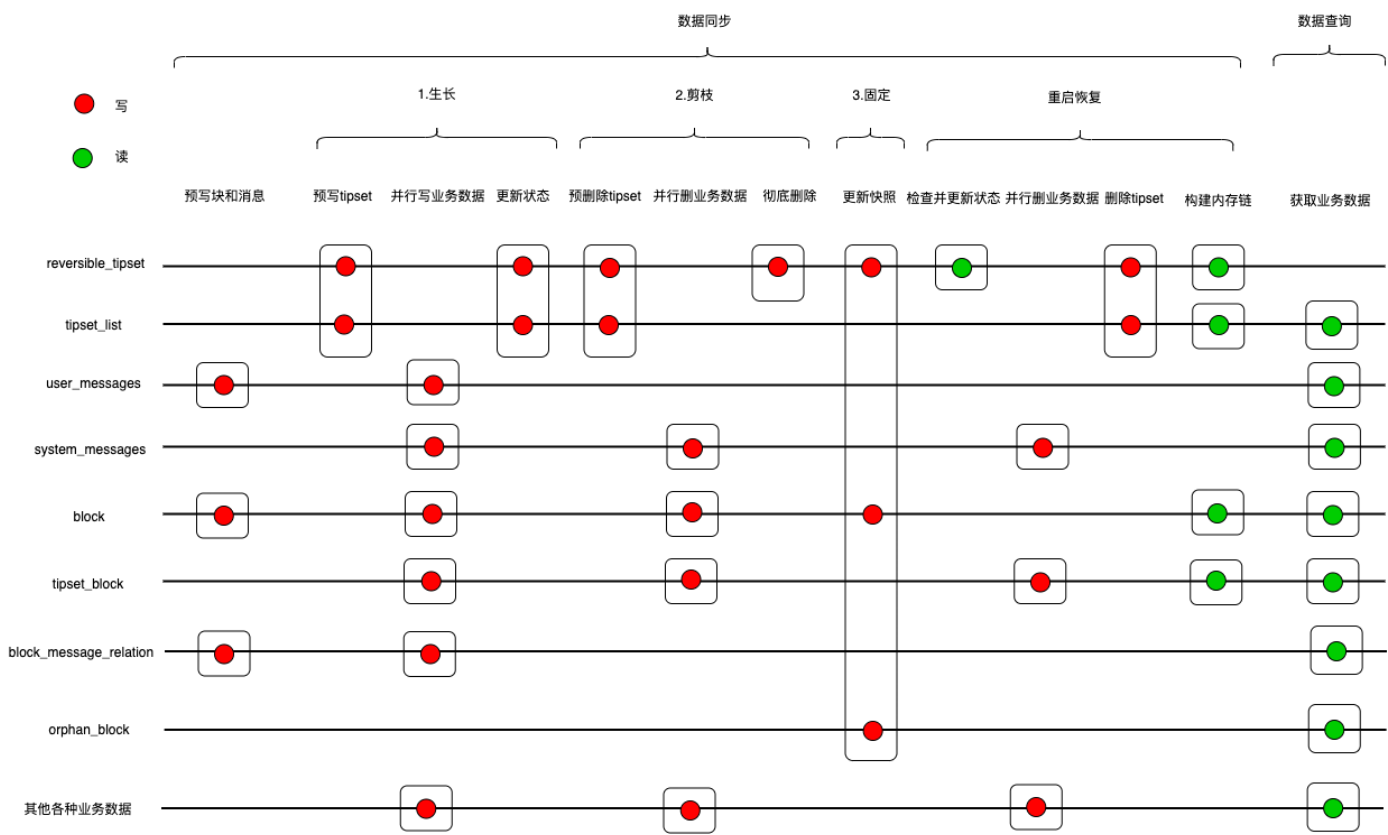 数据同步
数据查询
1.生长
2.剪枝
3.固定
重启恢复
写
读
预写块和消息
预写tipset
并行写业务数据
更新状态
预删除tipset
并行删业务数据
彻底删除
更新快照
检查并更新状态
并行删业务数据
删除tipset
构建内存链
获取业务数据
reversible_tipset
tipset_list
user_messages
system_messages
block
tipset_block
block_message_relation
orphan_block
其他各种业务数据